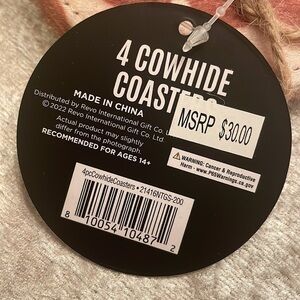 4 COWHIDE
COASTERS
MADE IN CHINA
Distributed by Revo International Gift Co. L
© 2022 Revo International Gift Co.
Actual product may slightly
differ from the photograph.
RECOMMENDED FOR AGES 14+
MSRP $30.00
WARNING: Cancer & Reproductive
Harm - www.P65Warnings.ca.gov
4pcCowhideCoasters • 21416NTGS-200
8 10054 10487 2